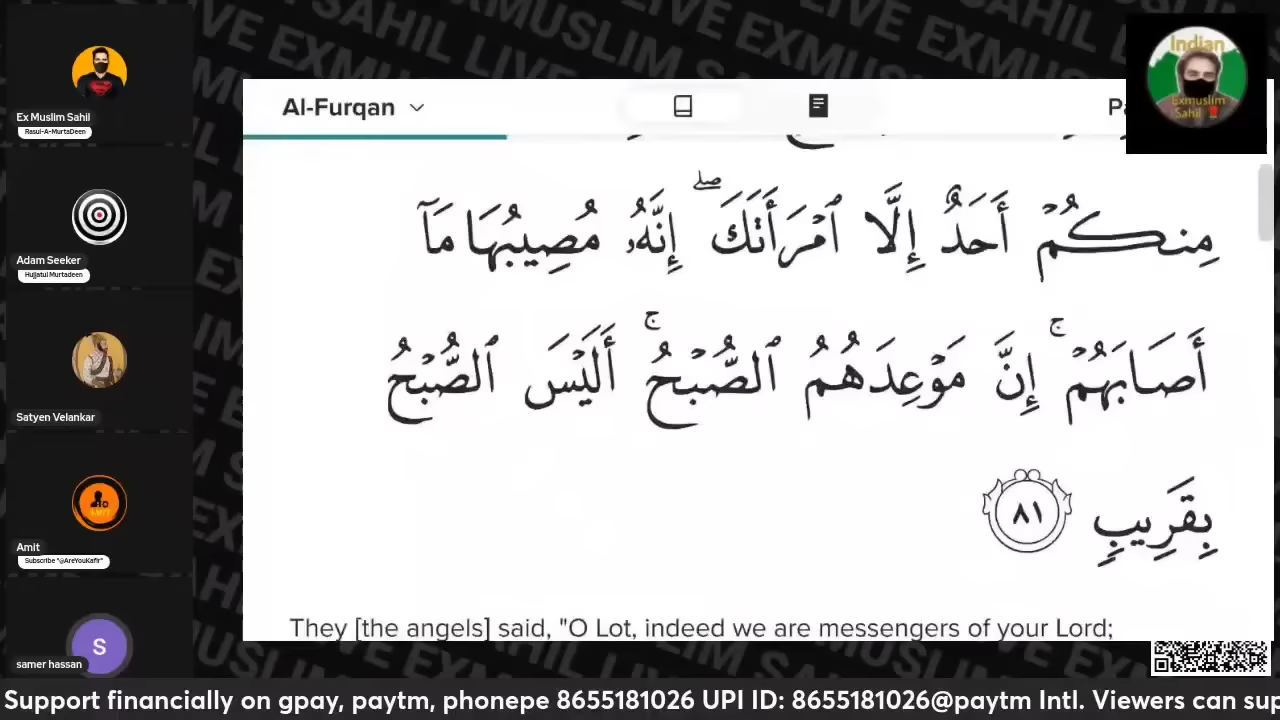 Ex Muslim Sahil
Rasul-A-MurtaDeen
Adam Seeker
Hujjatul Murtadeen
Satyen Velankar
Amit
Subscribe "@AreYouKafir"
S
samer hassan
Al-Furqan
Indian
Exmuslim
Sahil
مِنكُمْ أَحَدٌ إِلَّا ٱمْرَأَتَكَ ۖ إِنَّهُۥ مُصِيبُهَا مَآ
أَصَابَهُمْ ۚ إِنَّ مَوْعِدَهُمُ ٱلصُّبْحُ ۚ أَلَيْسَ ٱلصُّبْحُ
بِقَرِيبٍ ٨١
They [the angels] said, "O Lot, indeed we are messengers of your Lord;
Support financially on gpay, paytm, phonepe 8655181026 UPI ID: 8655181026@paytm Intl. Viewers can sup